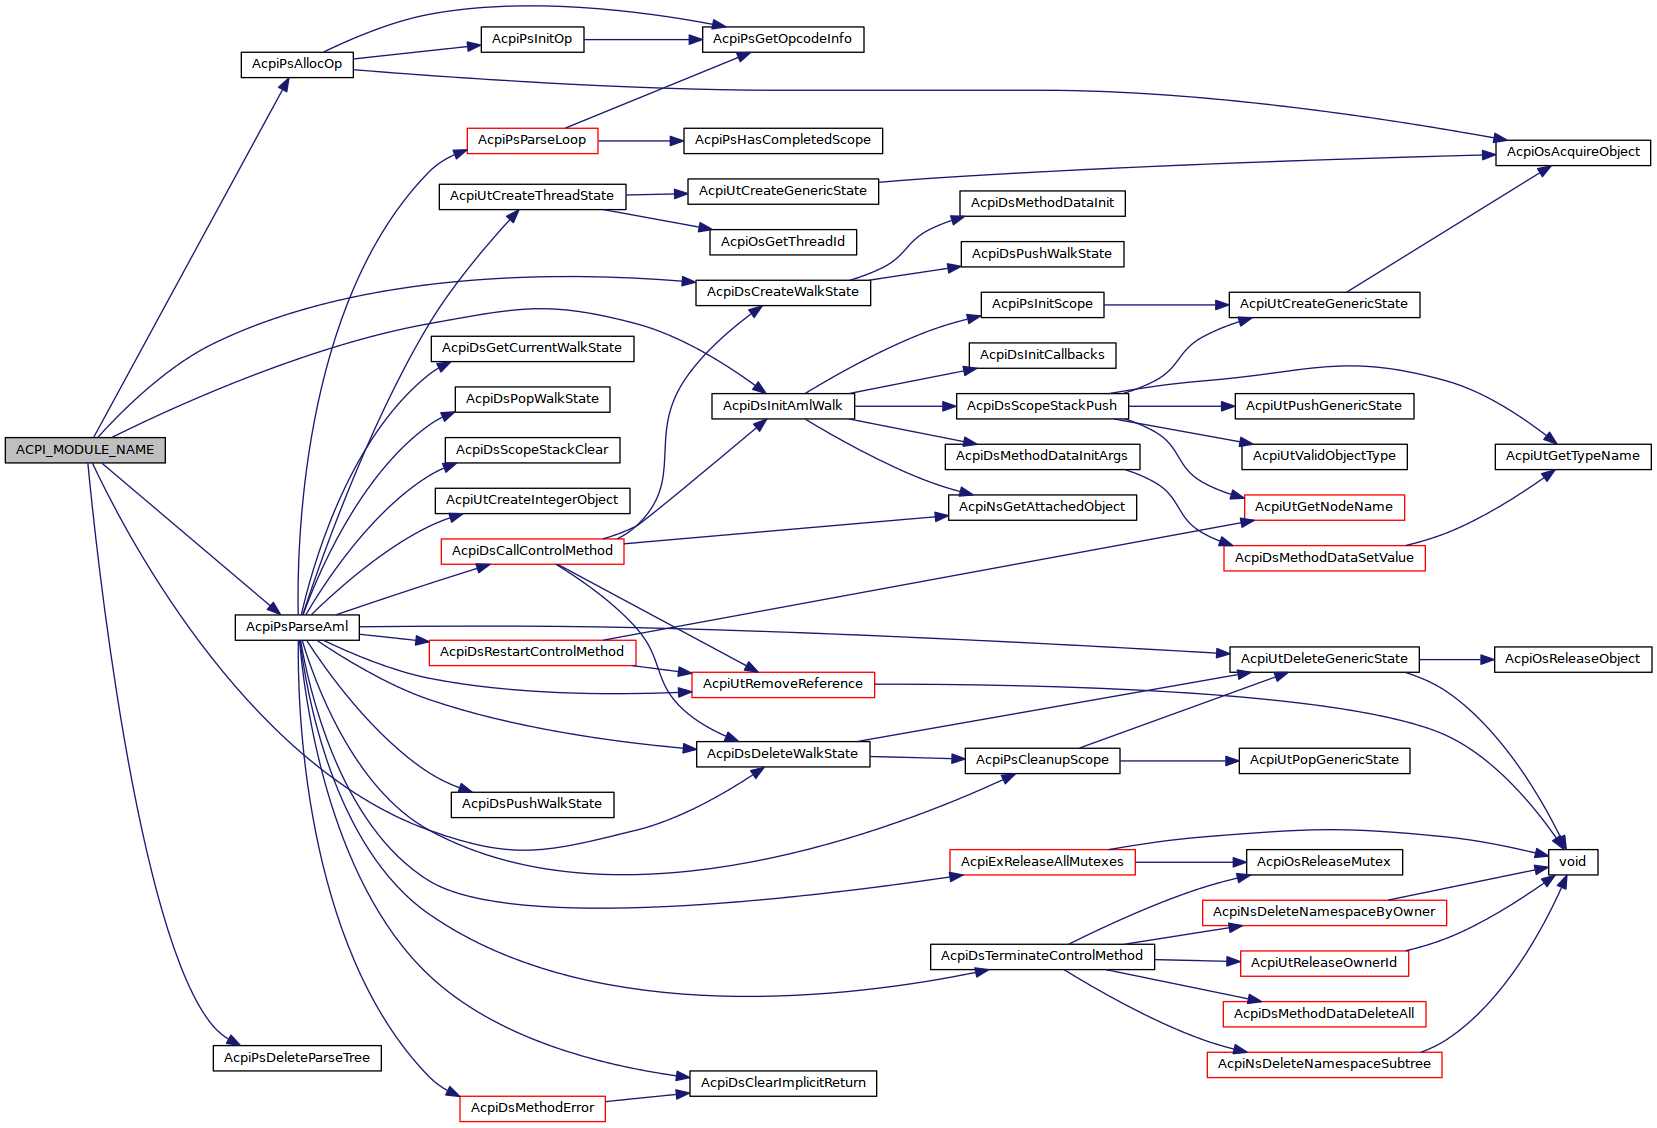 ACPI_MODULE_NAME
AcpiPsAllocOp
AcpiPsInitOp
AcpiPsGetOpcodeInfo
AcpiPsParseLoop
AcpiPsHasCompletedScope
AcpiOsAcquireObject
AcpiUtCreateThreadState
AcpiUtCreateGenericState
AcpiOsGetThreadId
AcpiDsMethodDataInit
AcpiDsPushWalkState
AcpiDsCreateWalkState
AcpiPsInitScope
AcpiUtCreateGenericState
AcpiDsGetCurrentWalkState
AcpiDsInitCallbacks
AcpiDsPopWalkState
AcpiDsInitAmlWalk
AcpiDsScopeStackPush
AcpiUtPushGenericState
AcpiDsScopeStackClear
AcpiDsMethodDataInitArgs
AcpiUtValidObjectType
AcpiUtGetTypeName
AcpiUtCreateIntegerObject
AcpiNsGetAttachedObject
AcpiUtGetNodeName
AcpiDsCallControlMethod
AcpiDsMethodDataSetValue
AcpiPsParseAml
AcpiDsRestartControlMethod
AcpiUtDeleteGenericState
AcpiOsReleaseObject
AcpiUtRemoveReference
AcpiDsDeleteWalkState
AcpiPsCleanupScope
AcpiUtPopGenericState
AcpiDsPushWalkState
AcpiExReleaseAllMutexes
AcpiOsReleaseMutex
void
AcpiNsDeleteNamespaceByOwner
AcpiDsTerminateControlMethod
AcpiUtReleaseOwnerId
AcpiDsMethodDataDeleteAll
AcpiPsDeleteParseTree
AcpiNsDeleteNamespaceSubtree
AcpiDsClearImplicitReturn
AcpiDsMethodError